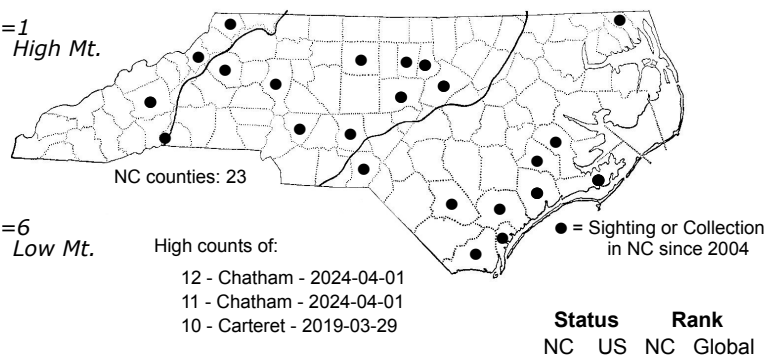 =1
High Mt.
NC counties: 23
=6
Low Mt.
High counts of:
12 - Chatham - 2024-04-01
11 - Chatham - 2024-04-01
10 - Carteret - 2019-03-29
● = Sighting or Collection
in NC since 2004
Status Rank
NC US NC Global